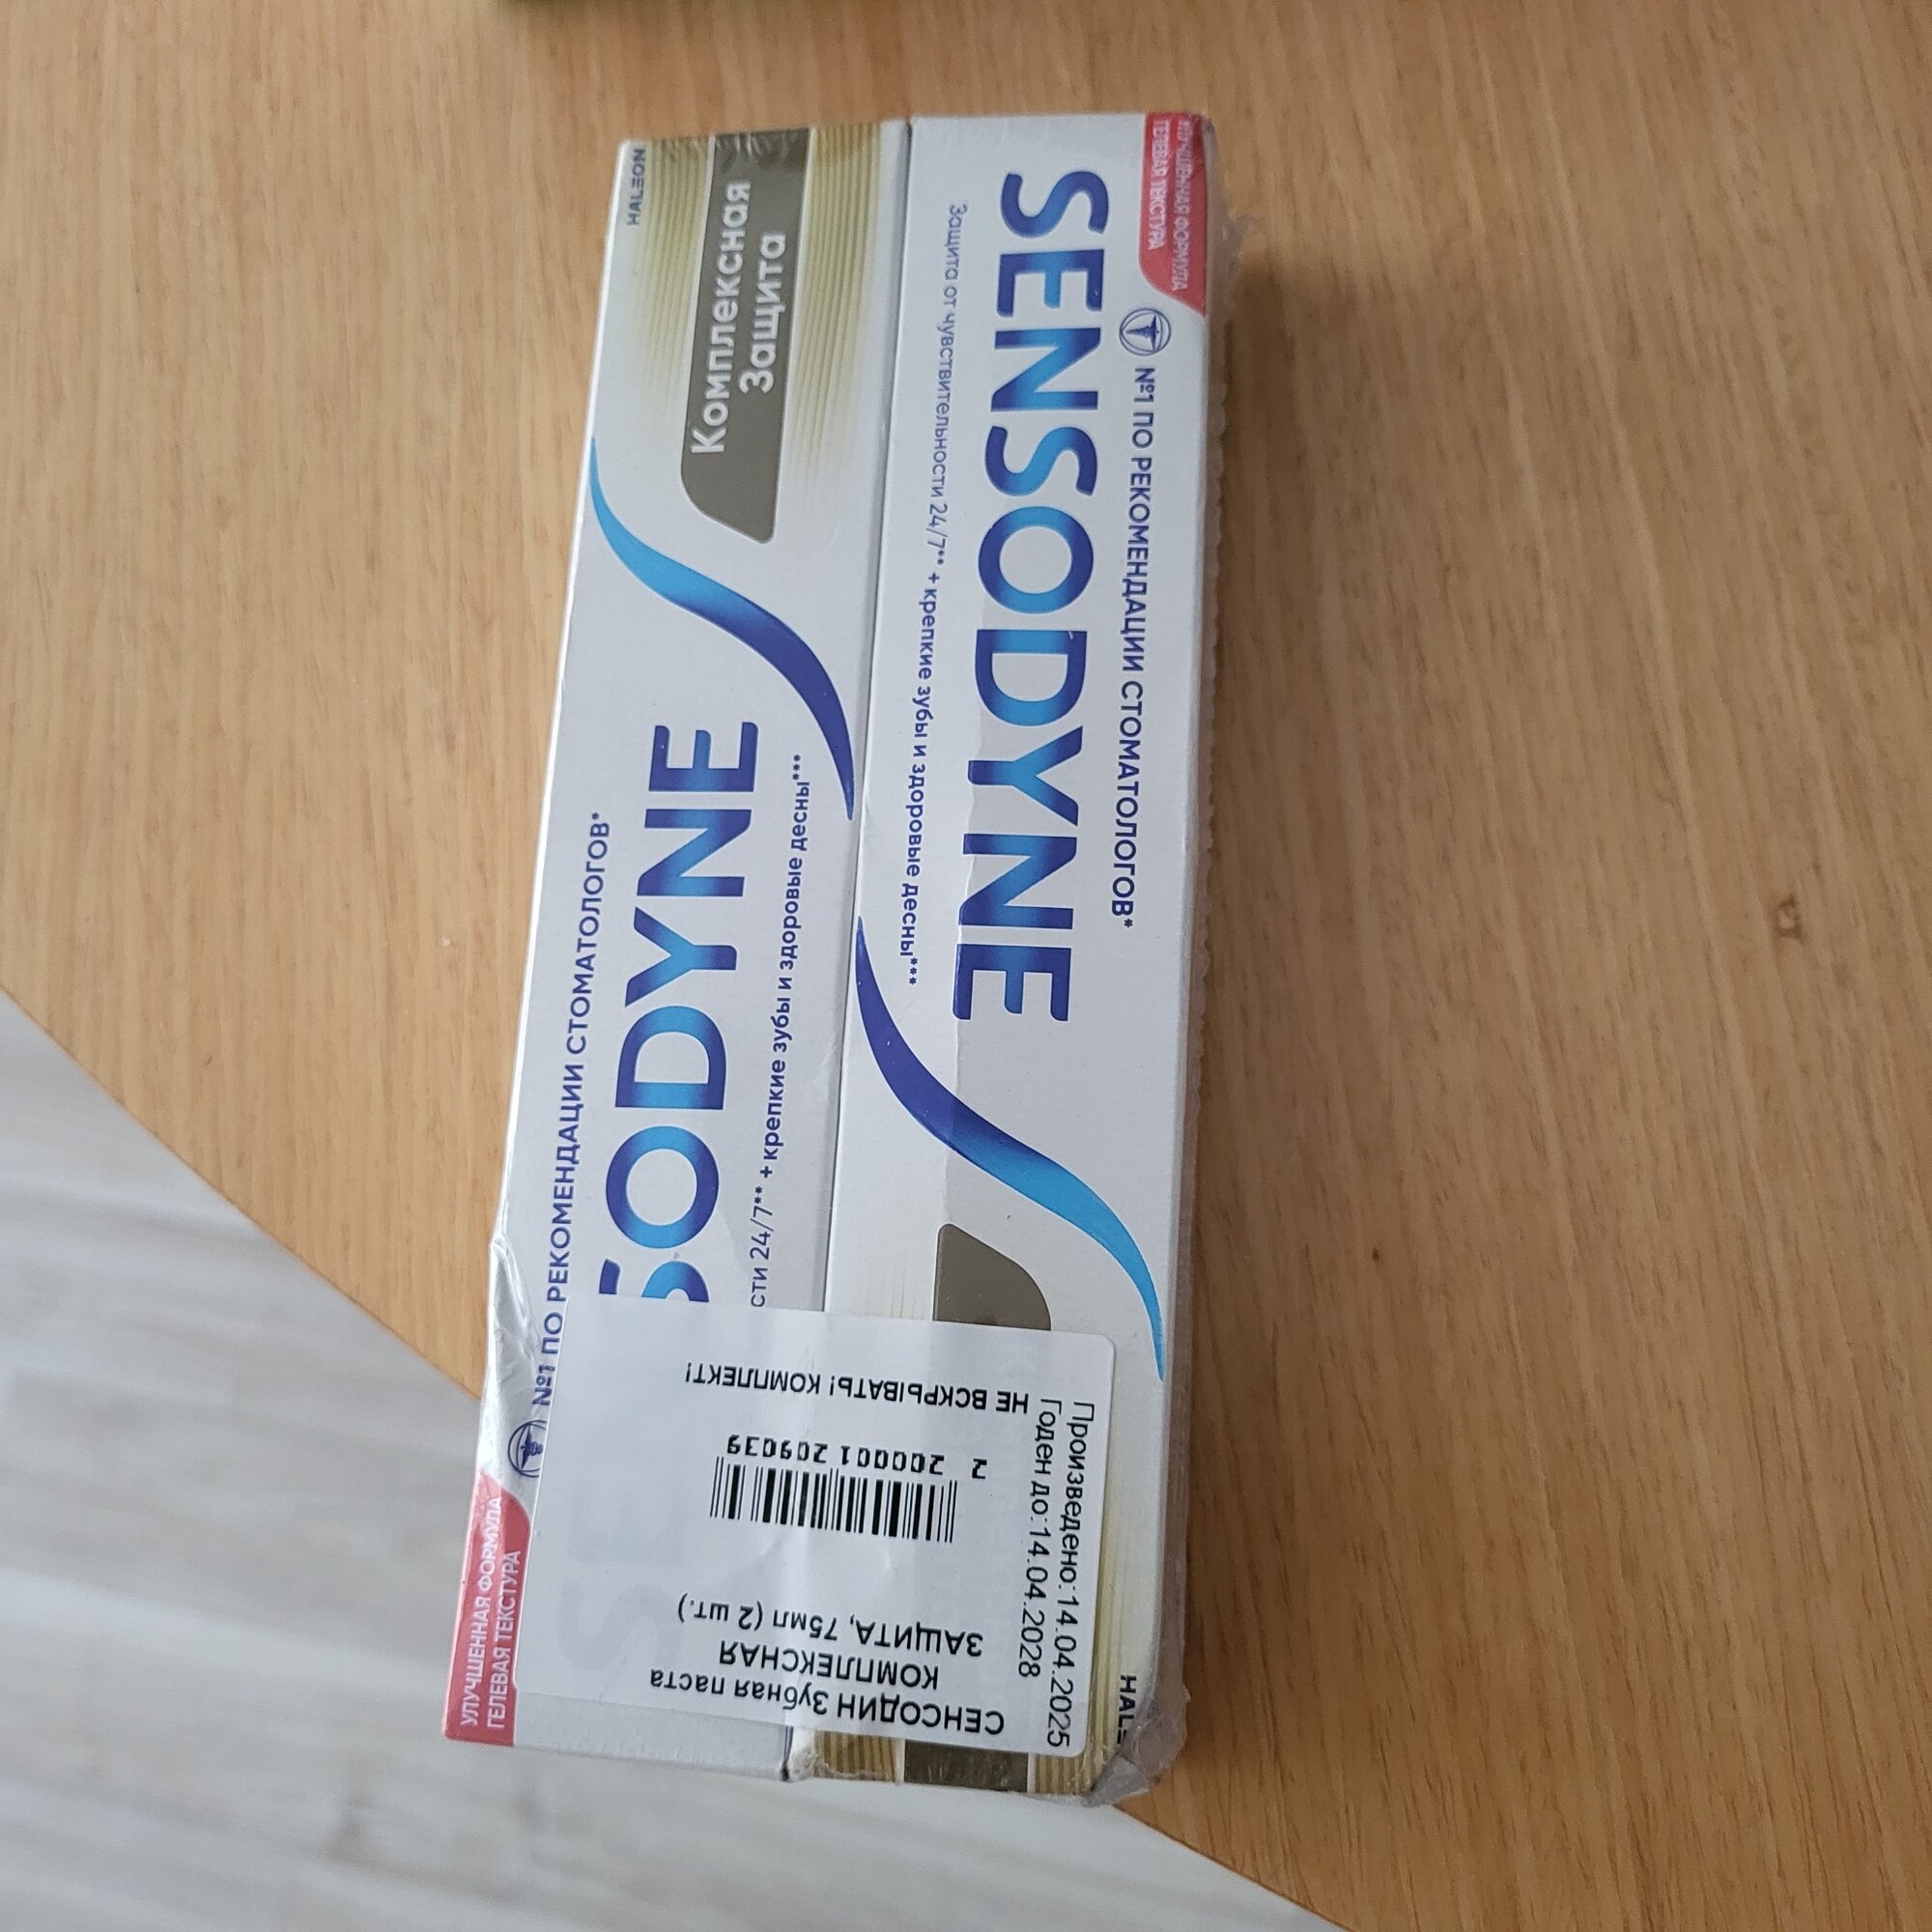 УЛУЧШЕННАЯ ФОРМУЛА
ГЕЛЕВАЯ ТЕКСТУРА
№1 ПО РЕКОМЕНДАЦИИ СТОМАТОЛОГОВ*
SENSODYNE
Защита от чувствительности 24/7** + крепкие зубы и здоровые десны***
HAL
УЛУЧШЕННАЯ ФОРМУЛА
ГЕЛЕВАЯ ТЕКСТУРА
№1 ПО РЕКОМЕНДАЦИИ СТОМАТОЛОГОВ*
SODYNE
сти 24/7** + крепкие зубы и здоровые десны***
Комплексная
Защита
HALEON
СЕНСОДИН Зубная паста
КОМПЛЕКСНАЯ
ЗАЩИТА, 75мл (2 шт.)
2 200001 209039
НЕ ВСКРЫВАТЬ! КОМПЛЕКТ!
Произведено:14.04.2025
Годен до:14.04.2028